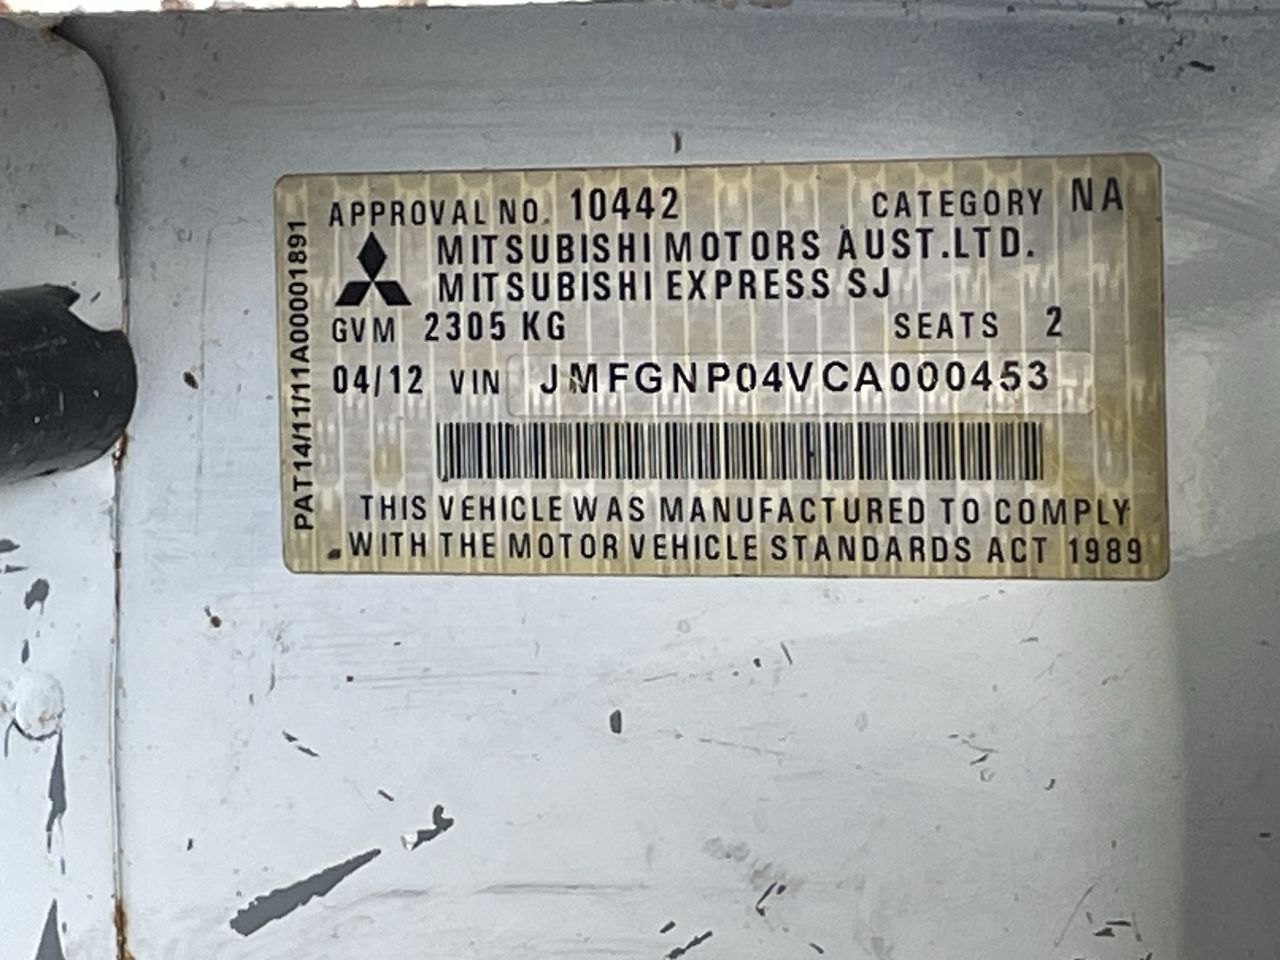 APPROVAL NO. 10442 CATEGORY NA
MITSUBISHI MOTORS AUST.LTD.
MITSUBISHI EXPRESS SJ
GVM 2305 KG SEATS 2
04/12 VIN JMFGNP04VCA000453
THIS VEHICLE WAS MANUFACTURED TO COMPLY
WITH THE MOTOR VEHICLE STANDARDS ACT 1989
PAT14/11/11A00001891